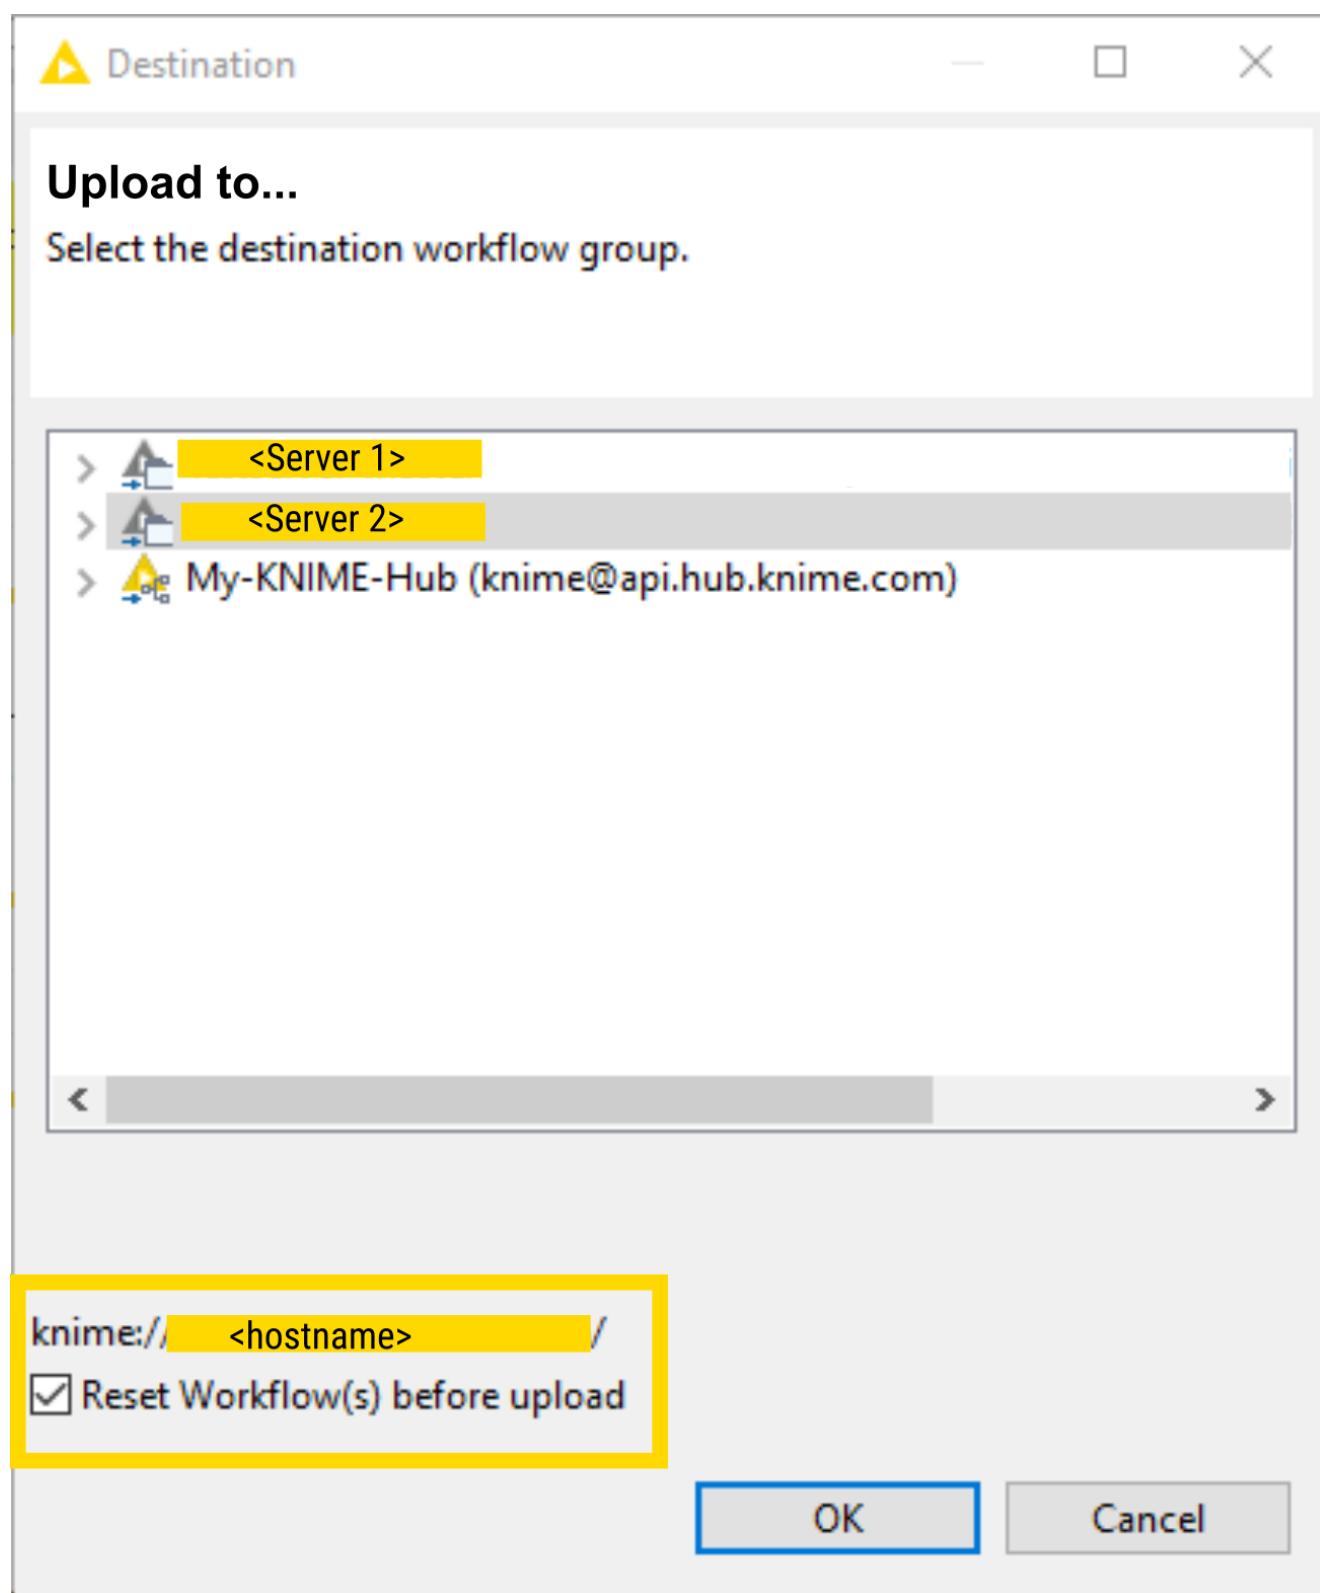 Destination
Upload to...
Select the destination workflow group.
<Server 1>
<Server 2>
My-KNIME-Hub (knime@api.hub.knime.com)
knime://<hostname>/
Reset Workflow(s) before upload
OK
Cancel